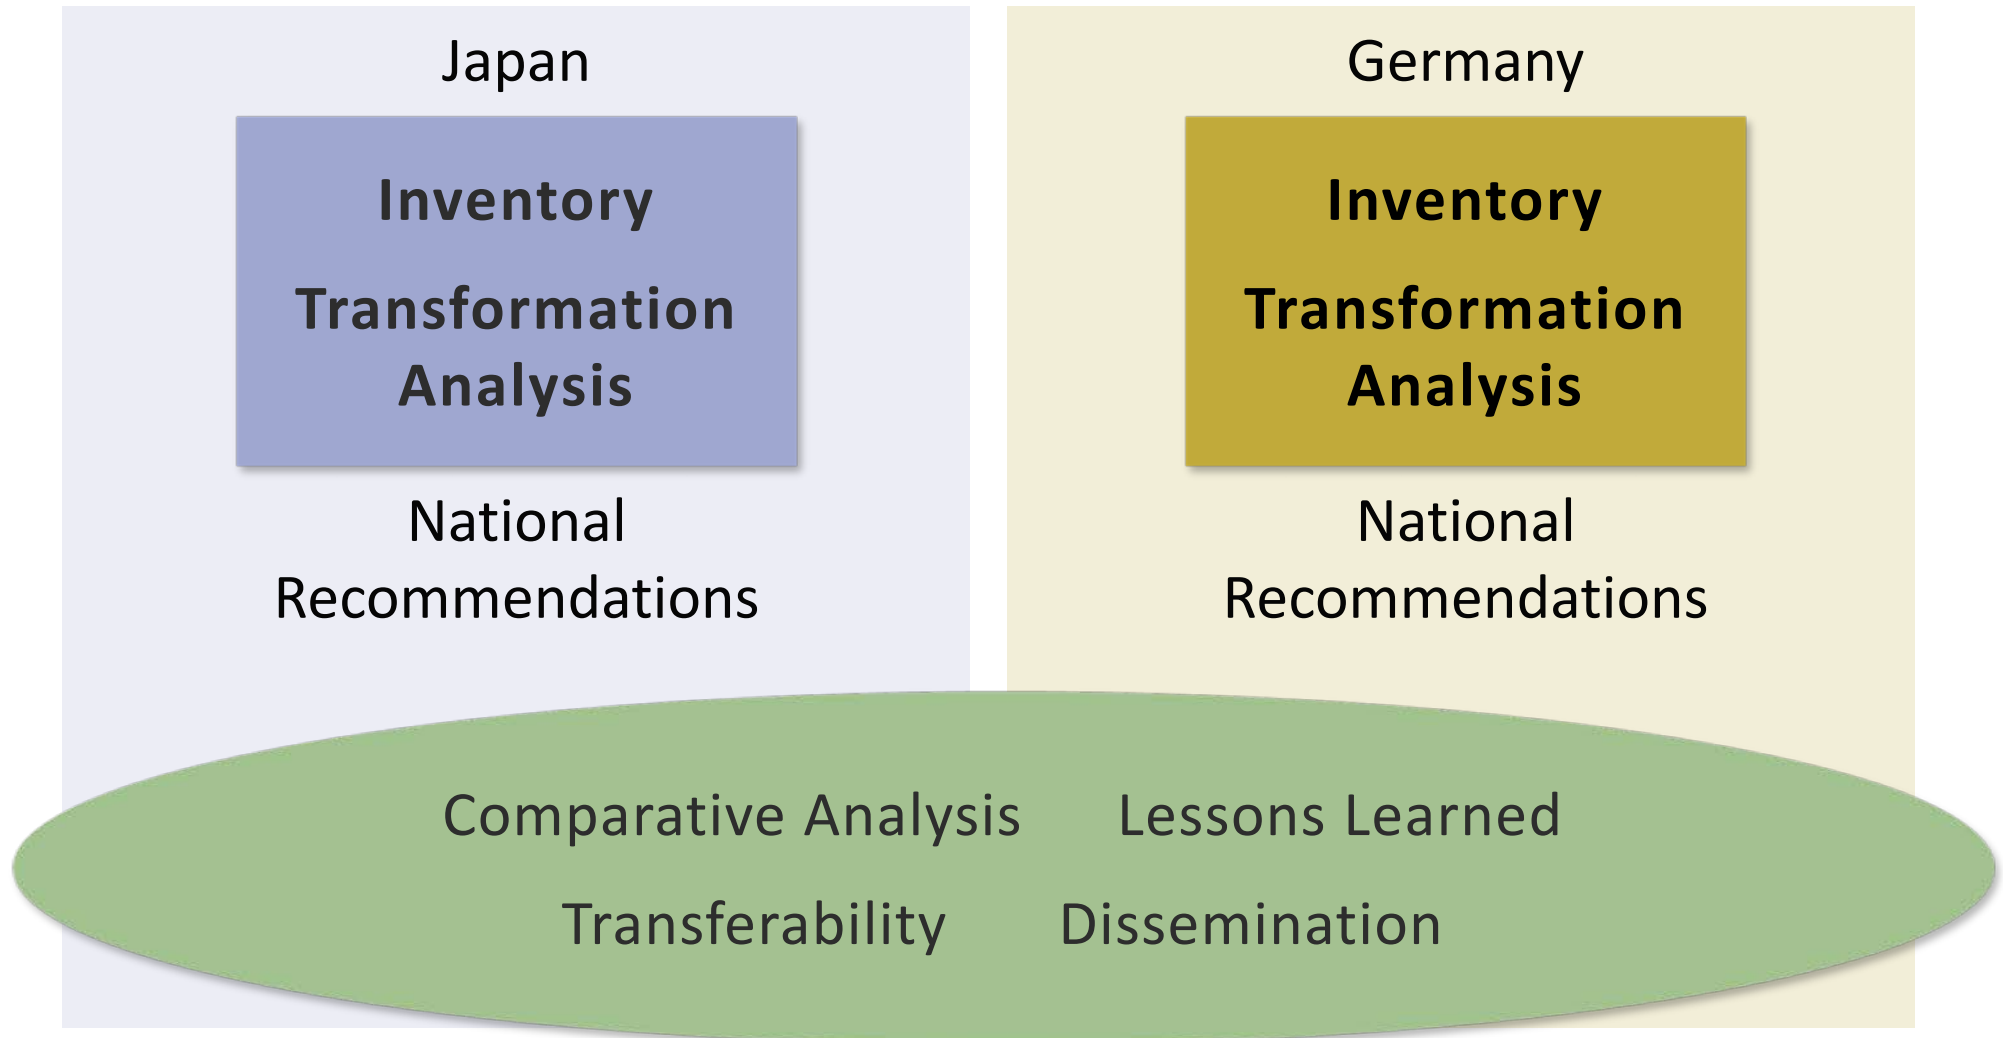 Japan
Inventory
Transformation
Analysis
National
Recommendations
Germany
Inventory
Transformation
Analysis
National
Recommendations
Comparative Analysis Lessons Learned
Transferability Dissemination